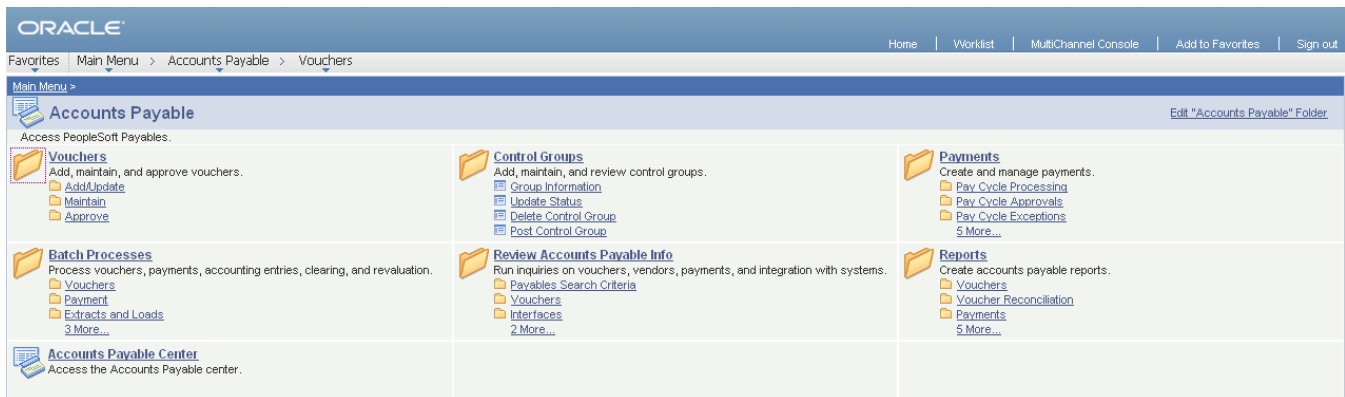 ORACLE
Home | Worklist | MultiChannel Console | Add to Favorites | Sign out
Favorites Main Menu > Accounts Payable > Vouchers
Main Menu >
Accounts Payable
Edit "Accounts Payable" Folder
Access PeopleSoft Payables.
Vouchers
Add, maintain, and approve vouchers.
Add/Update
Maintain
Approve
Control Groups
Add, maintain, and review control groups.
Group Information
Update Status
Delete Control Group
Post Control Group
Payments
Create and manage payments.
Pay Cycle Processing
Pay Cycle Approvals
Pay Cycle Exceptions
5 More...
Batch Processes
Process vouchers, payments, accounting entries, clearing, and revaluation.
Vouchers
Payment
Extracts and Loads
3 More...
Review Accounts Payable Info
Run inquiries on vouchers, vendors, payments, and integration with systems.
Payables Search Criteria
Vouchers
Interfaces
2 More...
Reports
Create accounts payable reports.
Vouchers
Voucher Reconciliation
Payments
5 More...
Accounts Payable Center
Access the Accounts Payable center.